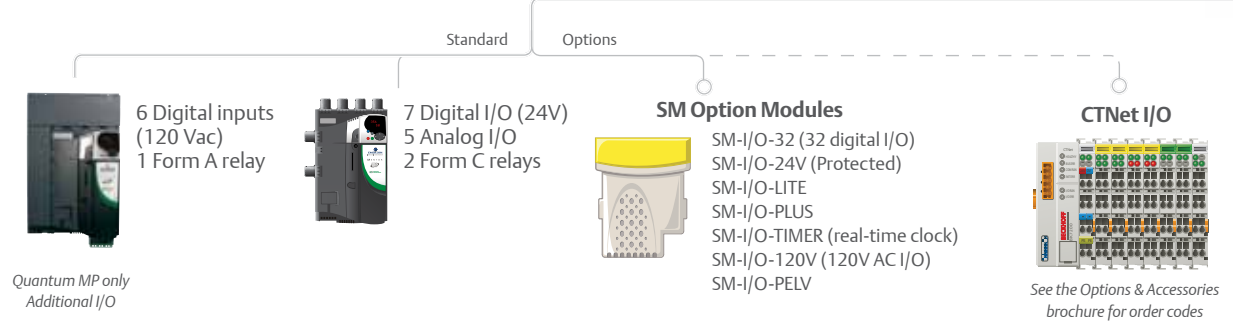 Standard
Options
6 Digital inputs
(120 Vac)
1 Form A relay
Quantum MP only
Additional I/O
7 Digital I/O (24V)
5 Analog I/O
2 Form C relays
SM Option Modules
SM-I/O-32 (32 digital I/O)
SM-I/O-24V (Protected)
SM-I/O-LITE
SM-I/O-PLUS
SM-I/O-TIMER (real-time clock)
SM-I/O-120V (120V AC I/O)
SM-I/O-PELV
CTNet I/O
CTNet
BECKHOFF
See the Options & Accessories
brochure for order codes